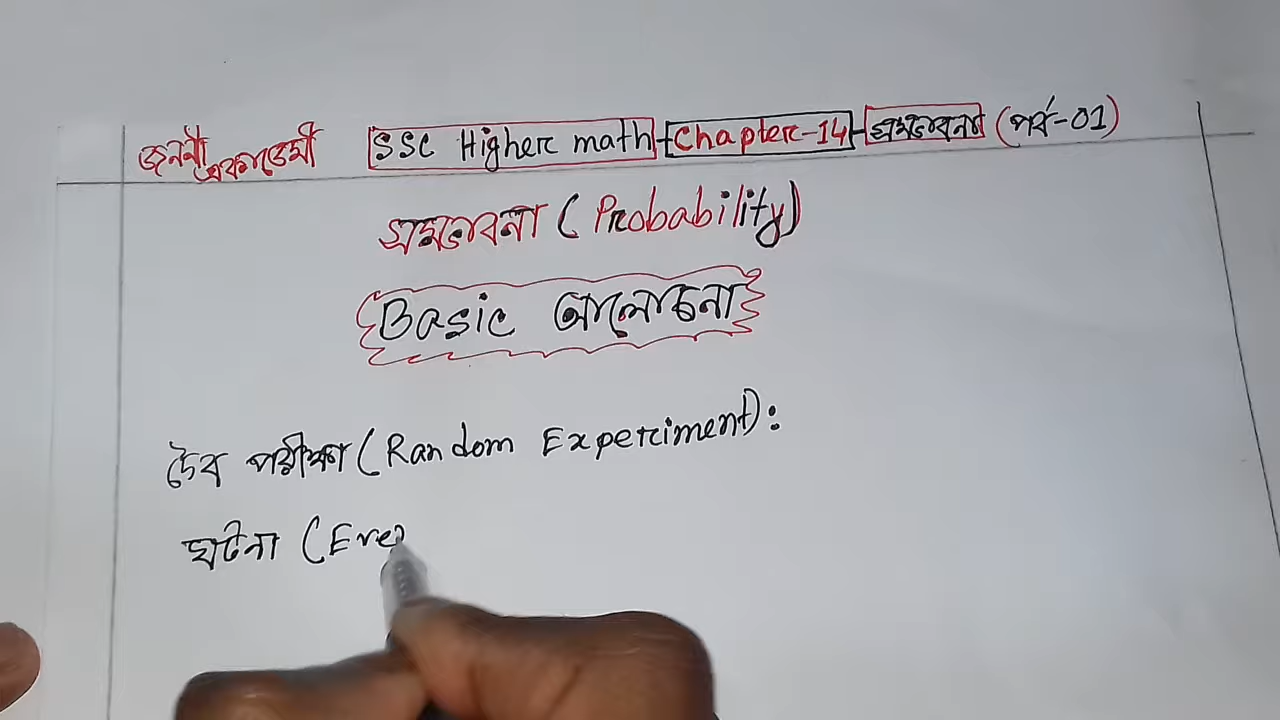 জননী একাডেমী SSC Higher math-Chapter-14-সম্ভাবনা (পর্ব-01)
সম্ভাবনা (Probability)
Basic আলোচনা
দৈব পরীক্ষা (Random Experiment):
ঘটনা (Eve